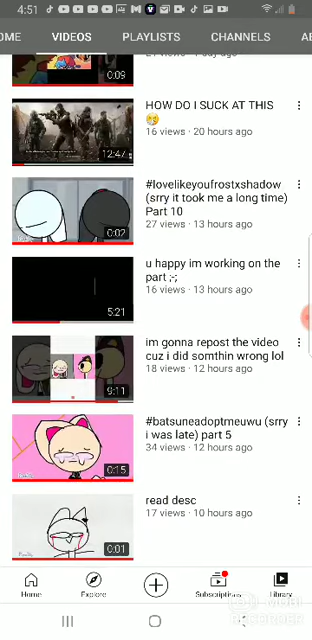 4:51
OME VIDEOS PLAYLISTS CHANNELS AB
0:09
HOW DO I SUCK AT THIS
😢
16 views · 20 hours ago
12:47
#lovelikeyoufrostxshadow
(srry it took me a long time)
Part 10
27 views · 13 hours ago
0:02
u happy im working on the
part ;-;
16 views · 13 hours ago
5:21
im gonna repost the video
cuz i did somthin wrong lol
18 views · 12 hours ago
9:11
#batsuneadoptmeuwu (srry
i was late) part 5
34 views · 12 hours ago
0:15
read desc
17 views · 10 hours ago
0:01
Home Explore Subscriptions Library
MOBI
RECORDER